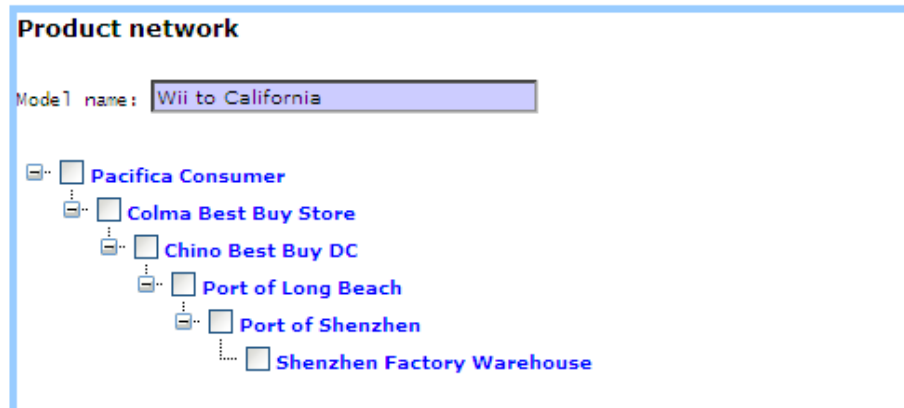 Product network
Model name: Wii to California
Pacifica Consumer
Colma Best Buy Store
Chino Best Buy DC
Port of Long Beach
Port of Shenzhen
Shenzhen Factory Warehouse